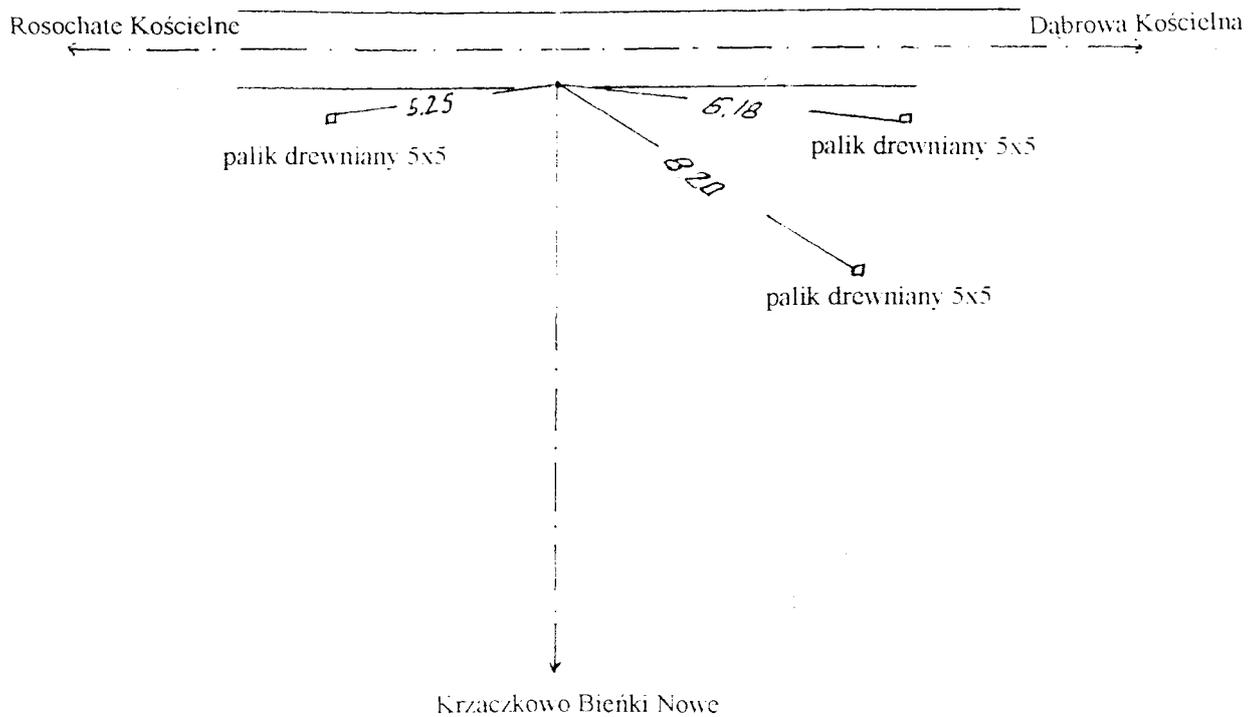 Rosochate Kościelne
Dąbrowa Kościelna
5.25
6.18
palik drewniany 5x5
palik drewniany 5x5
8.20
palik drewniany 5x5
Krzaczkowo Bieńki Nowe